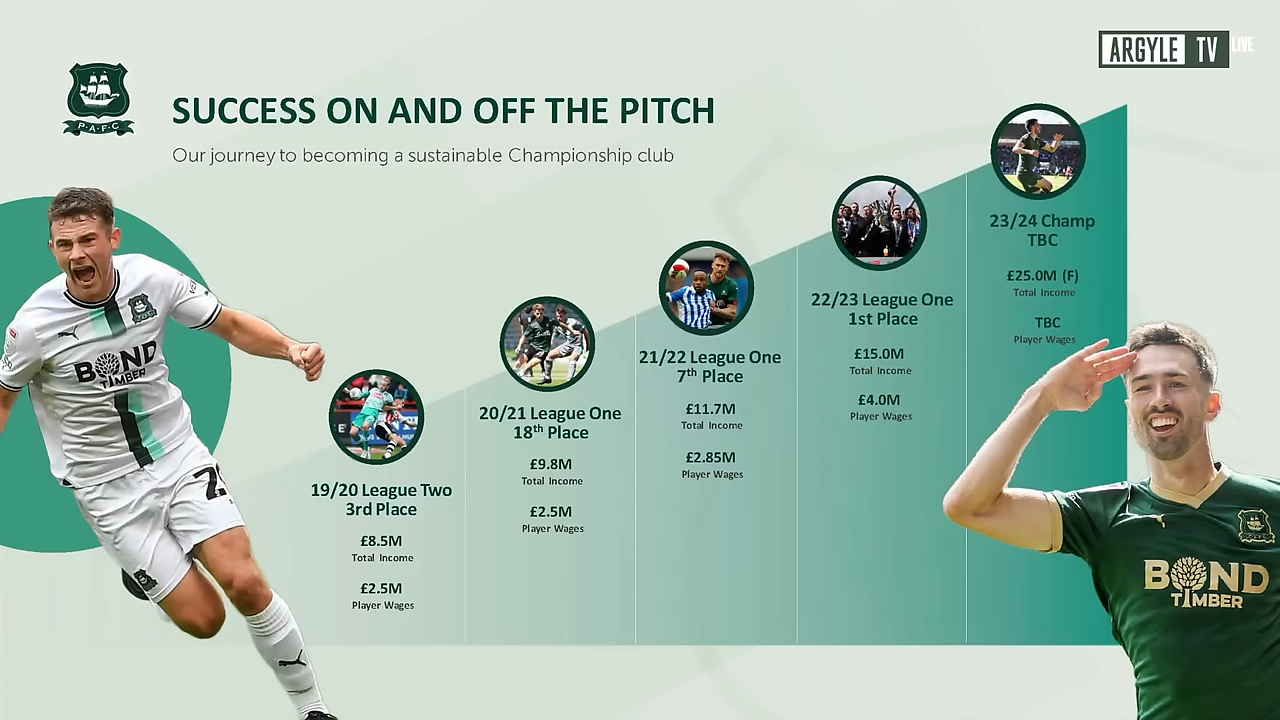 ARGYLE TV LIVE
P·A·F·C
SUCCESS ON AND OFF THE PITCH
Our journey to becoming a sustainable Championship club
19/20 League Two
3rd Place
£8.5M
Total Income
£2.5M
Player Wages
20/21 League One
18th Place
£9.8M
Total Income
£2.5M
Player Wages
21/22 League One
7th Place
£11.7M
Total Income
£2.85M
Player Wages
22/23 League One
1st Place
£15.0M
Total Income
£4.0M
Player Wages
23/24 Champ
TBC
£25.0M (F)
Total Income
TBC
Player Wages
BOND
TIMBER
2
BOND
TIMBER